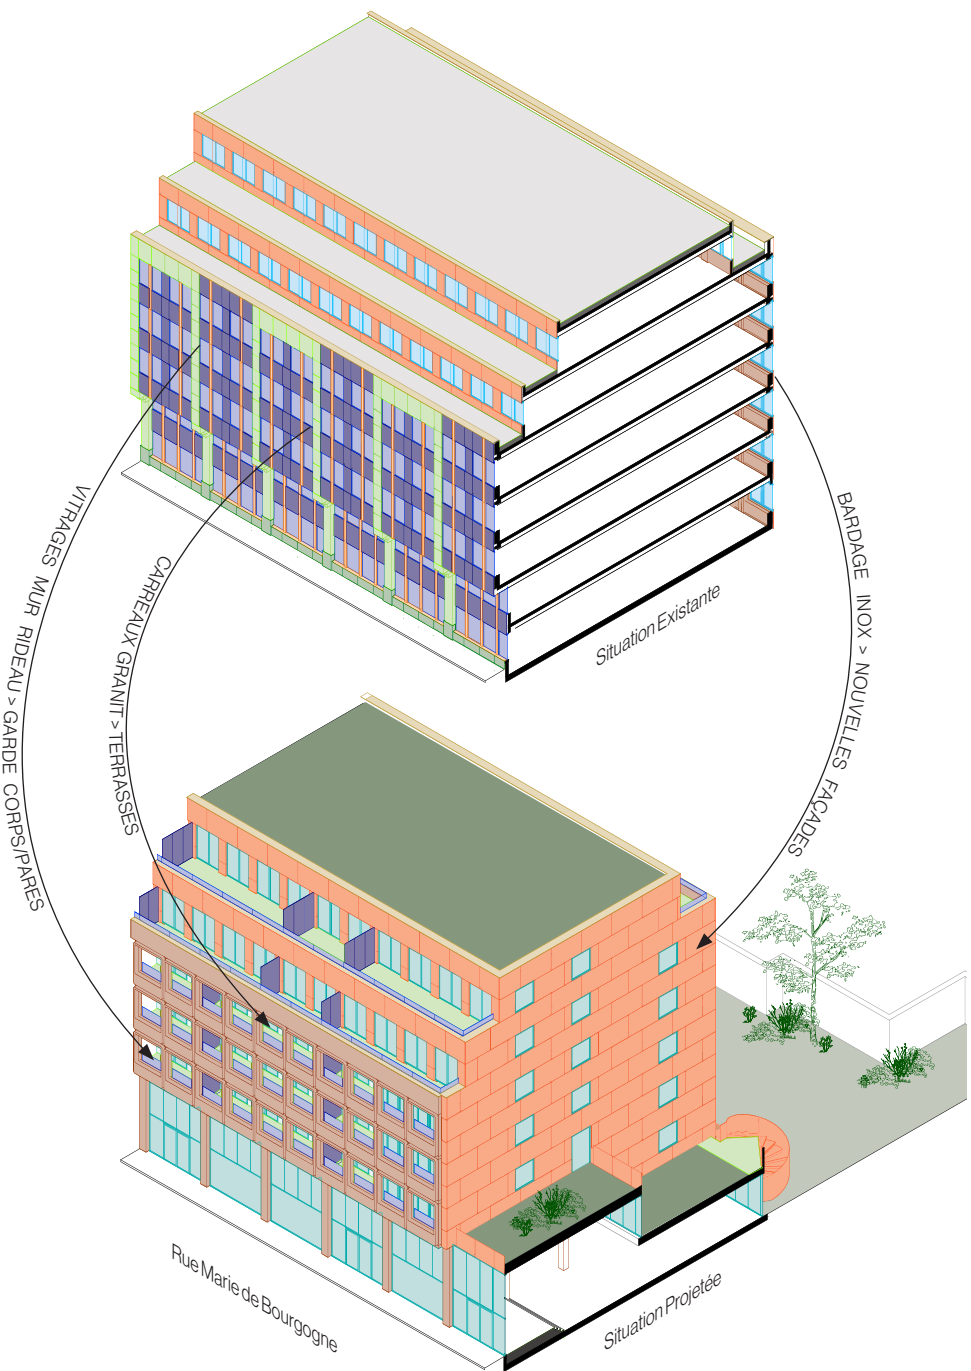 VITRAGES MUR RIDEAU > GARDE CORPS/PARES
CARREAUX GRANIT > TERRASSES
BARDAGE INOX > NOUVELLES FAÇADES
Situation Existante
Rue Marie de Bourgogne
Situation Projetée